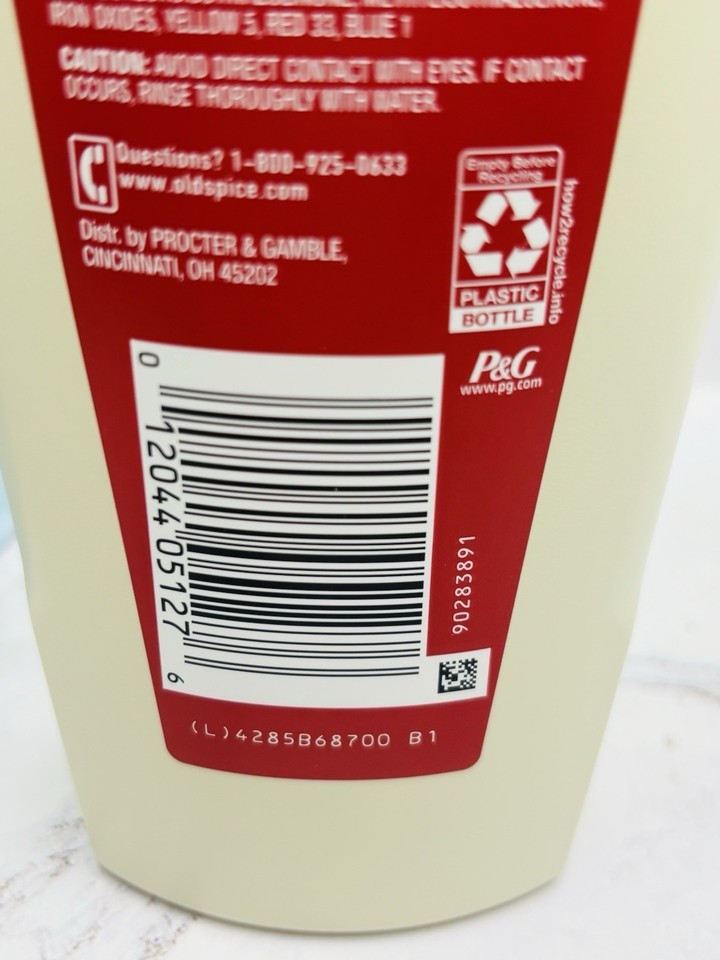 IRON OXIDES, YELLOW 5, RED 33, BLUE 1
CAUTION: AVOID DIRECT CONTACT WITH EYES. IF CONTACT
OCCURS, RINSE THOROUGHLY WITH WATER.
Questions? 1-800-925-0633
www.oldspice.com
Distr. by PROCTER & GAMBLE,
CINCINNATI, OH 45202
Empty Before
Recycling
PLASTIC
BOTTLE
how2recycle.info
P&G
www.pg.com
0 12044 05127 6
90283891
(L)4285B68700 B1